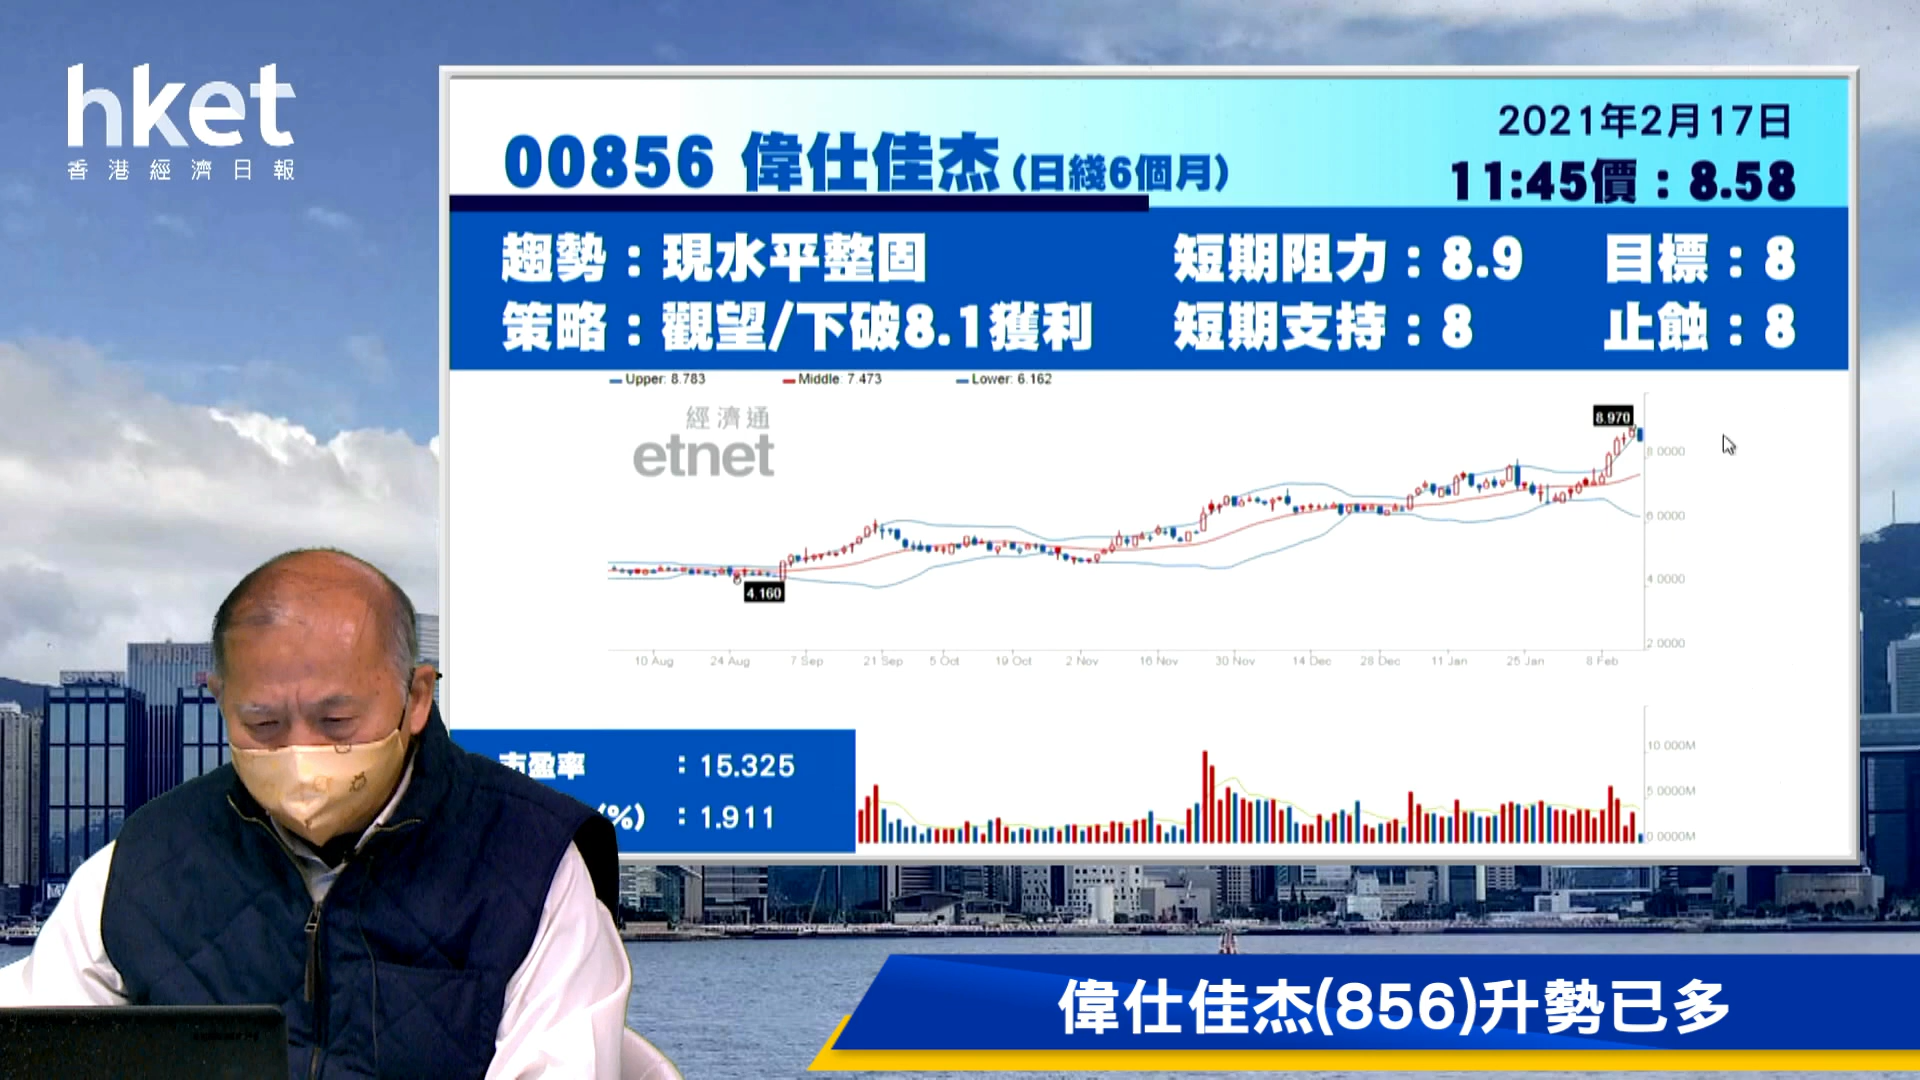 hket
香港經濟日報
00856 偉仕佳杰 (日綫6個月)
2021年2月17日
11:45價：8.58
趨勢：現水平整固
短期阻力：8.9
目標：8
策略：觀望/下破8.1獲利
短期支持：8
止蝕：8
Upper: 8.783
Middle: 7.473
Lower: 6.162
經濟通
etnet
8.970
4.160
8.0000
6.0000
4.0000
2.0000
10 Aug
24 Aug
7 Sep
21 Sep
5 Oct
19 Oct
2 Nov
16 Nov
30 Nov
14 Dec
28 Dec
11 Jan
25 Jan
8 Feb
市盈率 : 15.325
(%) : 1.911
10.000M
5.0000M
0.0000M
偉仕佳杰(856)升勢已多